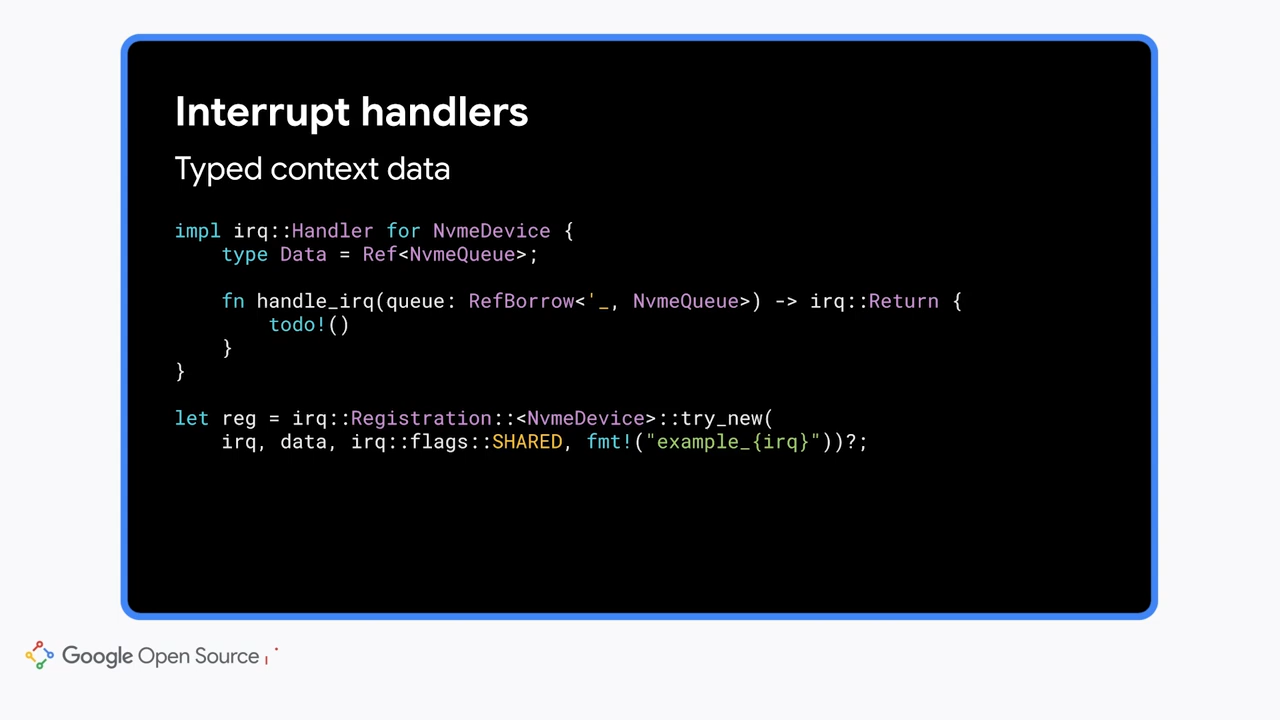 Interrupt handlers
Typed context data
impl irq::Handler for NvmeDevice {
    type Data = Ref<NvmeQueue>;
    fn handle_irq(queue: RefBorrow<'_, NvmeQueue>) -> irq::Return {
        todo!()
    }
}
let reg = irq::Registration::<NvmeDevice>::try_new(
    irq, data, irq::flags::SHARED, fmt!("example_{irq}"))?;
Google Open Source